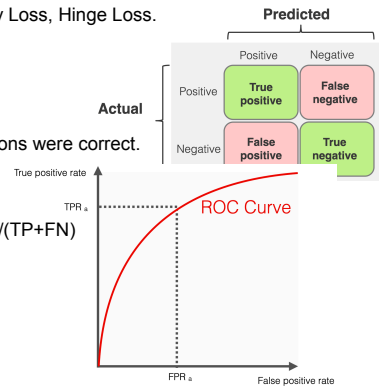 y Loss, Hinge Loss.
Predicted
Positive Negative
Actual
Positive
True positive
False negative
ons were correct.
Negative
False positive
True negative
True positive rate
TPR a
ROC Curve
/(TP+FN)
FPR a
False positive rate